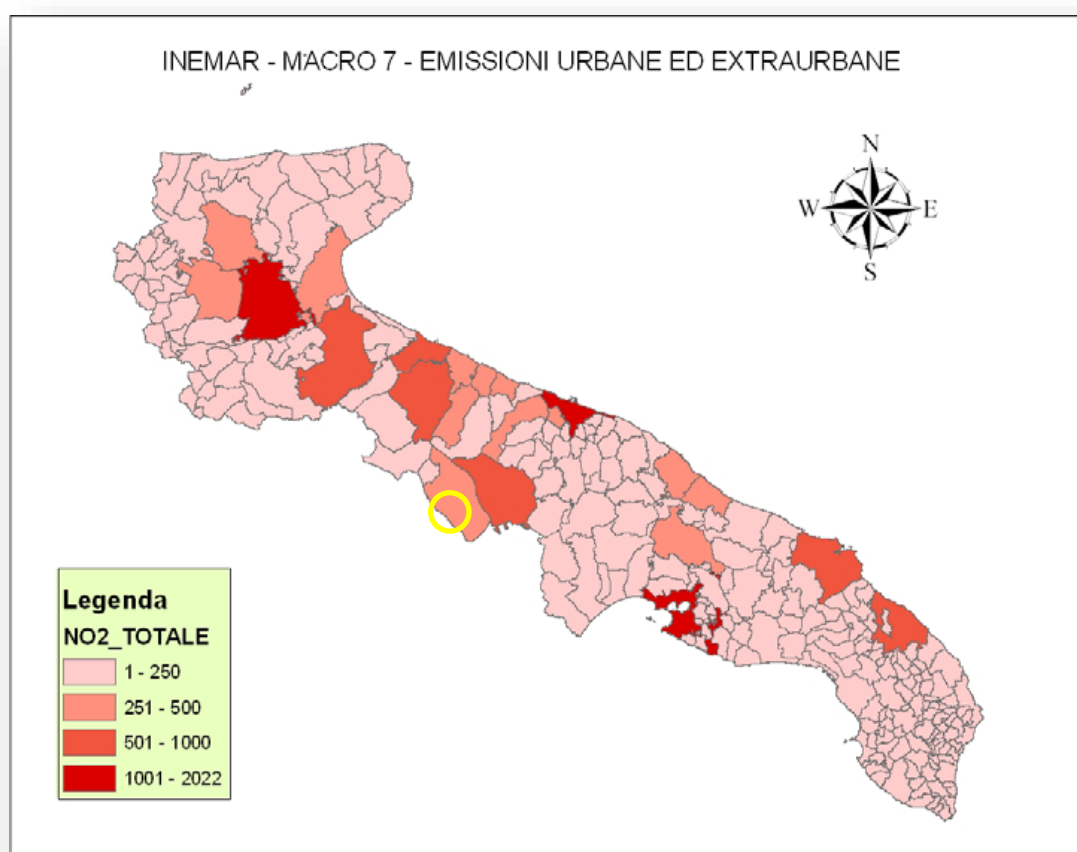 INEMAR - MACRO 7 - EMISSIONI URBANE ED EXTRAURBANE
N
W E
S
Legenda
NO2_TOTALE
1 - 250
251 - 500
501 - 1000
1001 - 2022